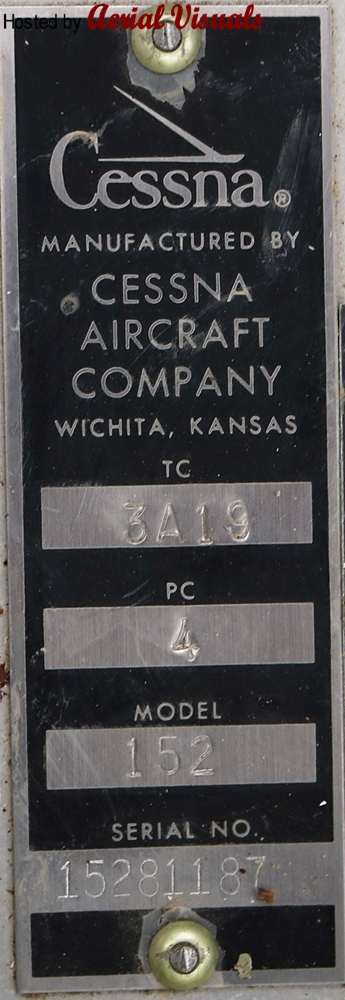 Hosted by Aerial Visuals
Cessna®
MANUFACTURED BY
CESSNA
AIRCRAFT
COMPANY
WICHITA, KANSAS
TC
3A19
PC
4
MODEL
152
SERIAL NO.
15281187